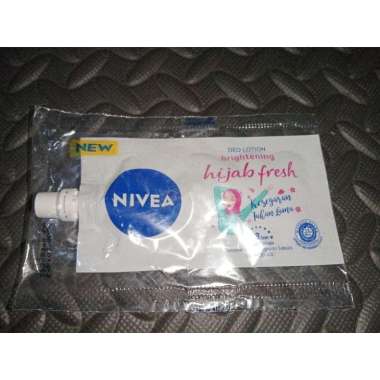 NEW
DEO LOTION
brightening
hijab fresh
NIVEA
Kesegaran
Tahan Lama